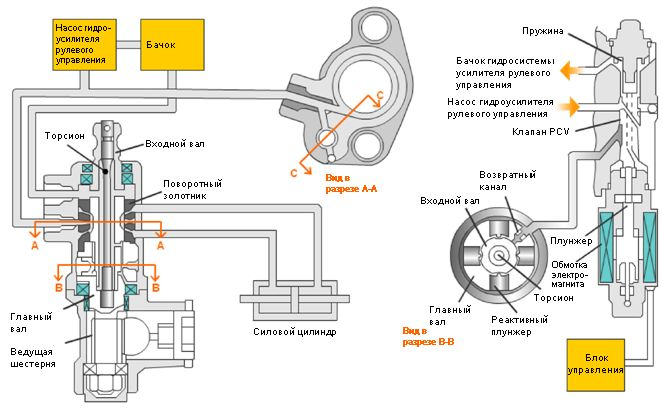 Насос гидро-
усилителя
рулевого
управления
Бачок
Торсион
Входной вал
Поворотный
золотник
A
A
B
B
Главный
вал
Ведущая
шестерня
Силовой цилиндр
C
C
Вид в
разрезе А-А
Пружина
Бачок гидросистемы
усилителя рулевого
управления
Насос гидроусилителя
рулевого управления
Клапан PCV
Возвратный
канал
Входной вал
Плунжер
Обмотка
электро-
магнита
Торсион
Главный
вал
Реактивный
плунжер
Вид в
разрезе В-В
Блок
управления